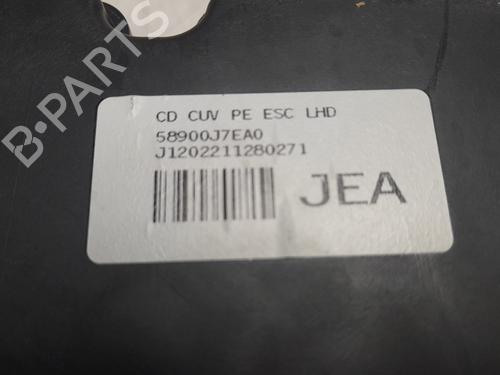 B-PARTS
CD CUV PE ESC LHD
58900J7EA0
J1202211280271
JEA